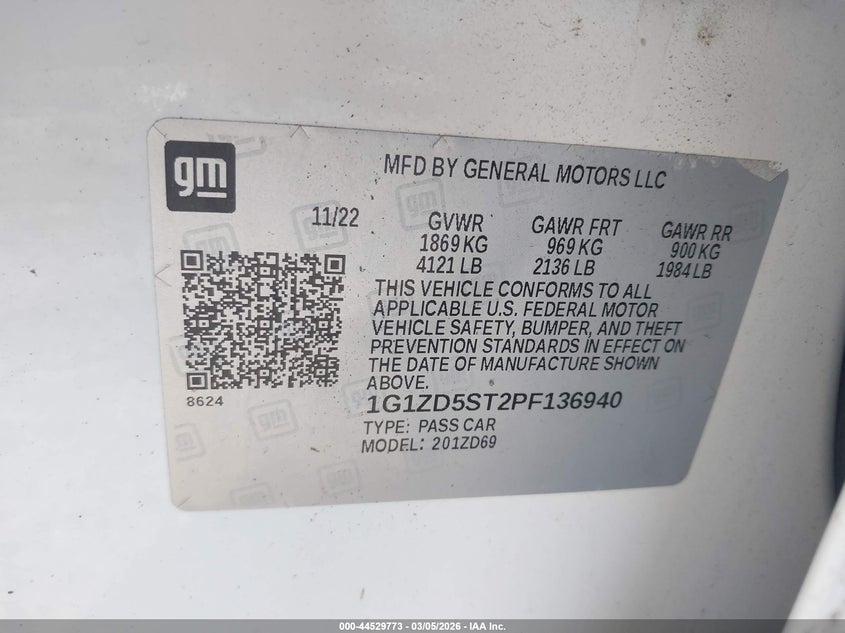 gm
MFD BY GENERAL MOTORS LLC
11/22 GVWR GAWR FRT GAWR RR
1869 KG 969 KG 900 KG
4121 LB 2136 LB 1984 LB
THIS VEHICLE CONFORMS TO ALL
APPLICABLE U.S. FEDERAL MOTOR
VEHICLE SAFETY, BUMPER, AND THEFT
PREVENTION STANDARDS IN EFFECT ON
THE DATE OF MANUFACTURE SHOWN
ABOVE.
8624
1G1ZD5ST2PF136940
TYPE: PASS CAR
MODEL: 201ZD69
000-44529773 — 03/05/2026 — IAA Inc.